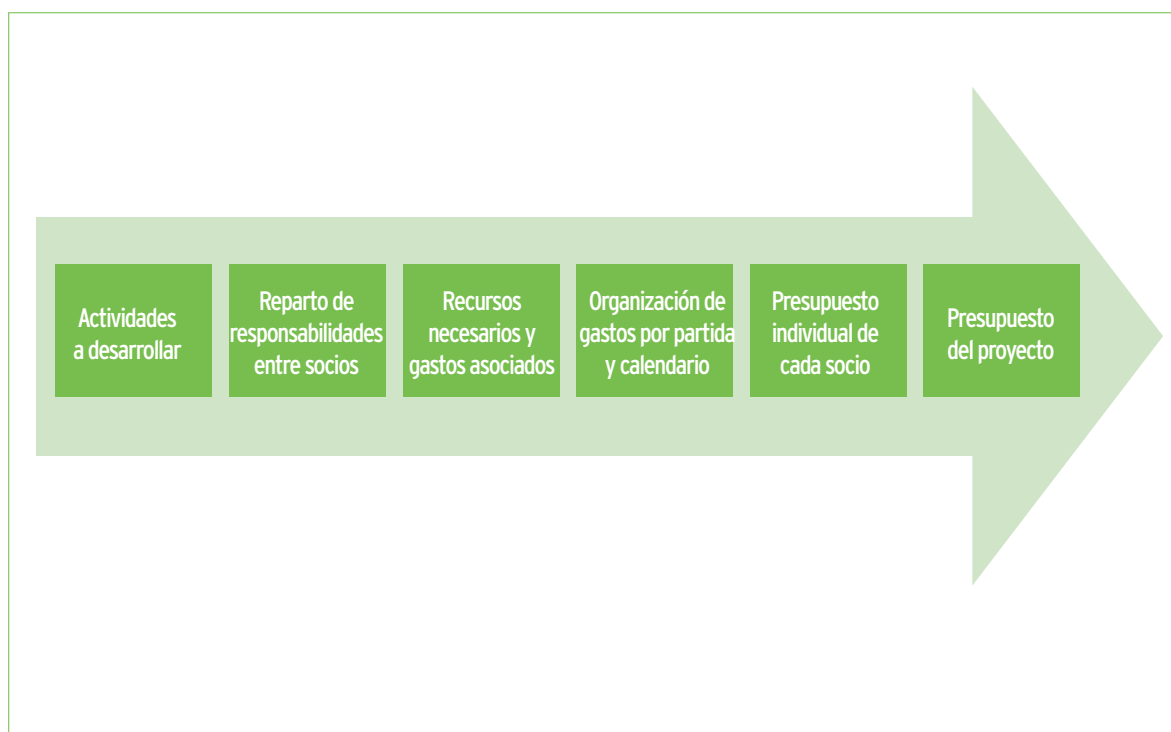 Actividades
a desarrollar
Reparto de
responsabilidades
entre socios
Recursos
necesarios y
gastos asociados
Organización de
gastos por partida
y calendario
Presupuesto
individual de
cada socio
Presupuesto
del proyecto